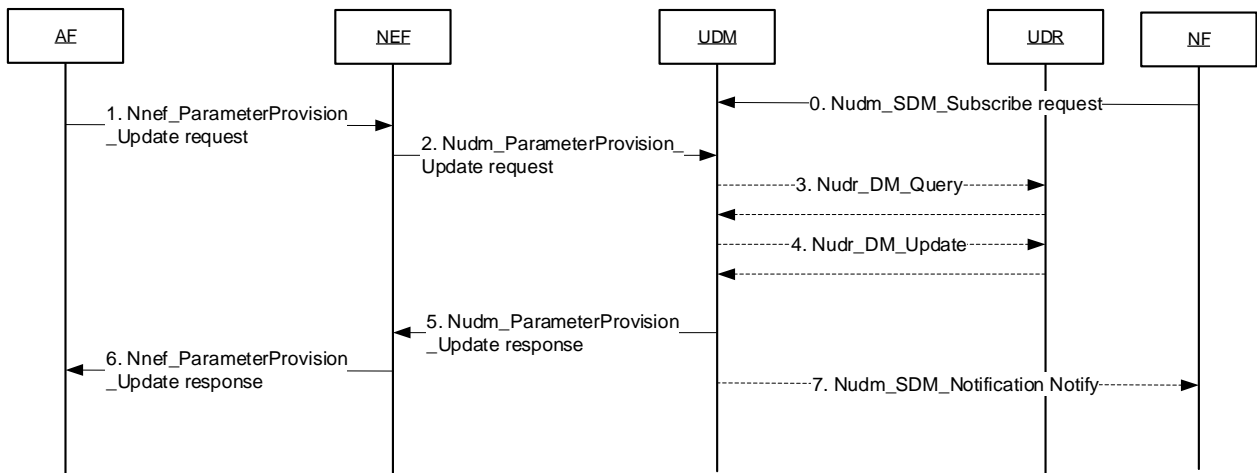 AF
NEF
UDM
UDR
NF
0. Nudm_SDM_Subscribe request
1. Nnef_ParameterProvision
_Update request
2. Nudm_ParameterProvision_
Update request
3. Nudr_DM_Query
4. Nudr_DM_Update
5. Nudm_ParameterProvision
_Update response
6. Nnef_ParameterProvision
_Update response
7. Nudm_SDM_Notification Notify